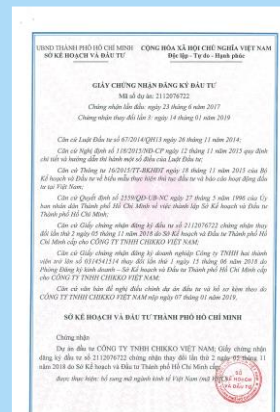 UBND THÀNH PHỐ HỒ CHÍ MINH
SỞ KẾ HOẠCH VÀ ĐẦU TƯ
CỘNG HÒA XÃ HỘI CHỦ NGHĨA VIỆT NAM
Độc lập - Tự do - Hạnh phúc
GIẤY CHỨNG NHẬN ĐĂNG KÝ ĐẦU TƯ
Mã số dự án: 2112076722
Chứng nhận lần đầu: ngày 23 tháng 6 năm 2017
Chứng nhận thay đổi lần 3: ngày 14 tháng 01 năm 2019
Căn cứ Luật Đầu tư số 67/2014/QH13 ngày 26 tháng 11 năm 2014;
Căn cứ Nghị định số 118/2015/NĐ-CP ngày 12 tháng 11 năm 2015 quy định
chi tiết và hướng dẫn thi hành một số điều của Luật Đầu tư;
Căn cứ Thông tư 16/2015/TT-BKHĐT ngày 18 tháng 11 năm 2015 của Bộ
Kế hoạch và Đầu tư về biểu mẫu thực hiện thủ tục đầu tư và báo cáo hoạt động đầu
tư tại Việt Nam;
Căn cứ Quyết định số 2559/QĐ-UB-NC ngày 27 tháng 5 năm 1996 của Ủy
ban nhân dân Thành phố Hồ Chí Minh về việc thành lập Sở Kế hoạch và Đầu tư
Thành phố Hồ Chí Minh;
Căn cứ Giấy chứng nhận đăng ký đầu tư số 2112076722 chứng nhận thay
đổi lần thứ 2 ngày 05 tháng 11 năm 2018 do Sở Kế hoạch và Đầu tư Thành phố Hồ
Chí Minh cấp cho CÔNG TY TNHH CHIKKO VIỆT NAM;
Căn cứ Giấy chứng nhận đăng ký doanh nghiệp Công ty TNHH hai thành
viên trở lên số thay đổi lần thứ 1 ngày 15 tháng 06 năm 2018 do
Phòng Đăng ký kinh doanh – Sở Kế hoạch và Đầu tư Thành phố Hồ Chí Minh cấp
cho CÔNG TY TNHH CHIKKO VIỆT NAM;
Căn cứ văn bản đề nghị điều chỉnh dự án đầu tư và hồ sơ kèm theo do
CÔNG TY TNHH CHIKKO VIỆT NAM nộp ngày 07 tháng 01 năm 2019,
SỞ KẾ HOẠCH VÀ ĐẦU TƯ THÀNH PHỐ HỒ CHÍ MINH
Chứng nhận:
Dự án đầu tư CÔNG TY TNHH CHIKKO VIỆT NAM; Giấy chứng nhận
đăng ký đầu tư số 2112076722 chứng nhận thay đổi lần thứ 2 ngày 05 tháng 11
năm 2018 do Sở Kế Hoạch và Đầu tư Thành phố Hồ Chí Minh cấp,
được thực hiện: bổ sung mã ngành kinh tế Việt Nam
SỞ
KẾ HOẠCH
VÀ ĐẦU TƯ